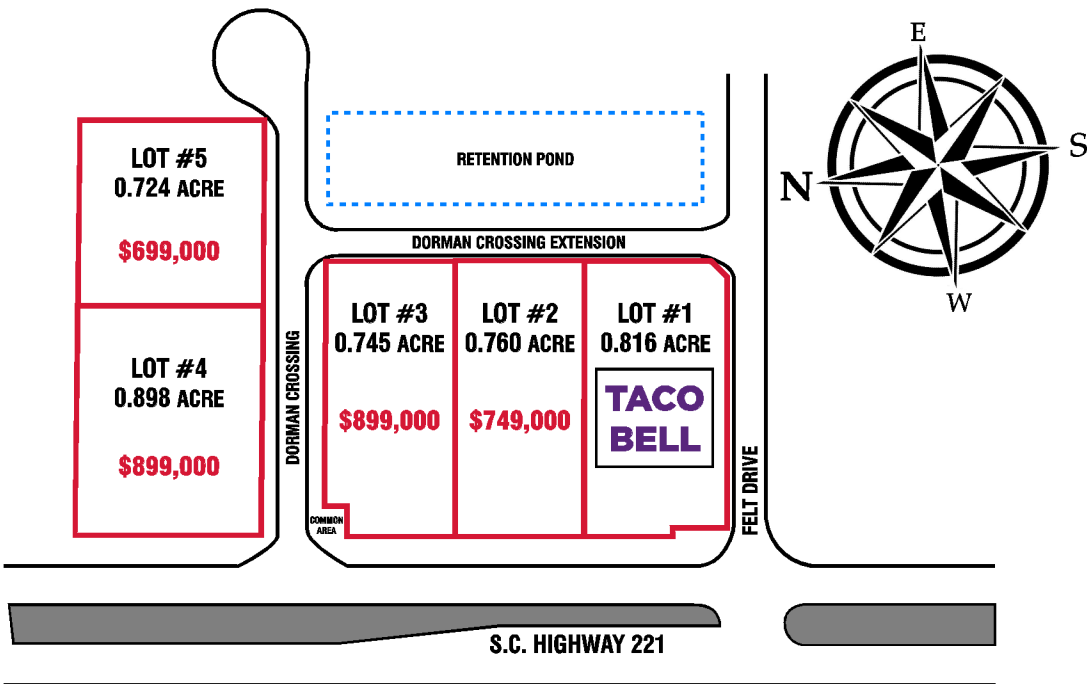 E
S
N
W
LOT #5
0.724 ACRE
$699,000
RETENTION POND
DORMAN CROSSING EXTENSION
LOT #4
0.898 ACRE
$899,000
DORMAN CROSSING
LOT #3
0.745 ACRE
$899,000
LOT #2
0.760 ACRE
$749,000
LOT #1
0.816 ACRE
TACO
BELL
COMMON
AREA
FELT DRIVE
S.C. HIGHWAY 221